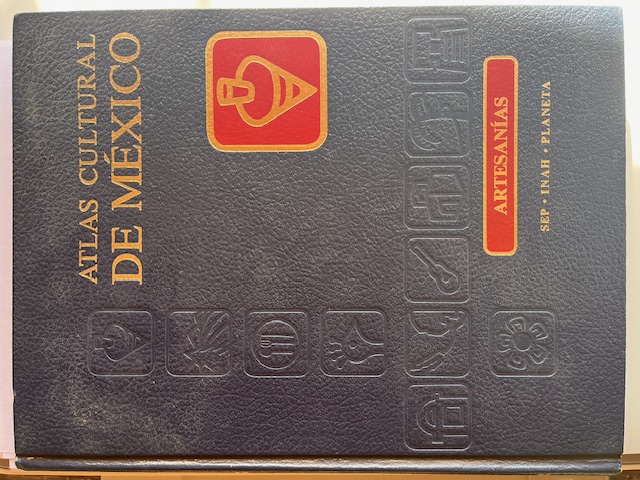 ATLAS CULTURAL
DE MÉXICO
ARTESANÍAS
SEP • INAH • PLANETA